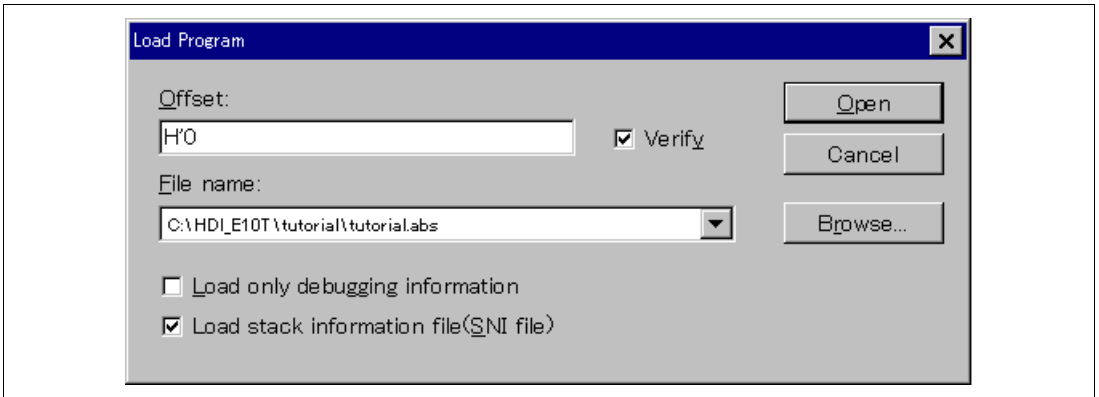 Load Program
Offset:
Open
H'0
Verify
Cancel
File name:
C:\HDI_E10T\tutorial\tutorial.abs
Browse...
Load only debugging information
Load stack information file(SNI file)